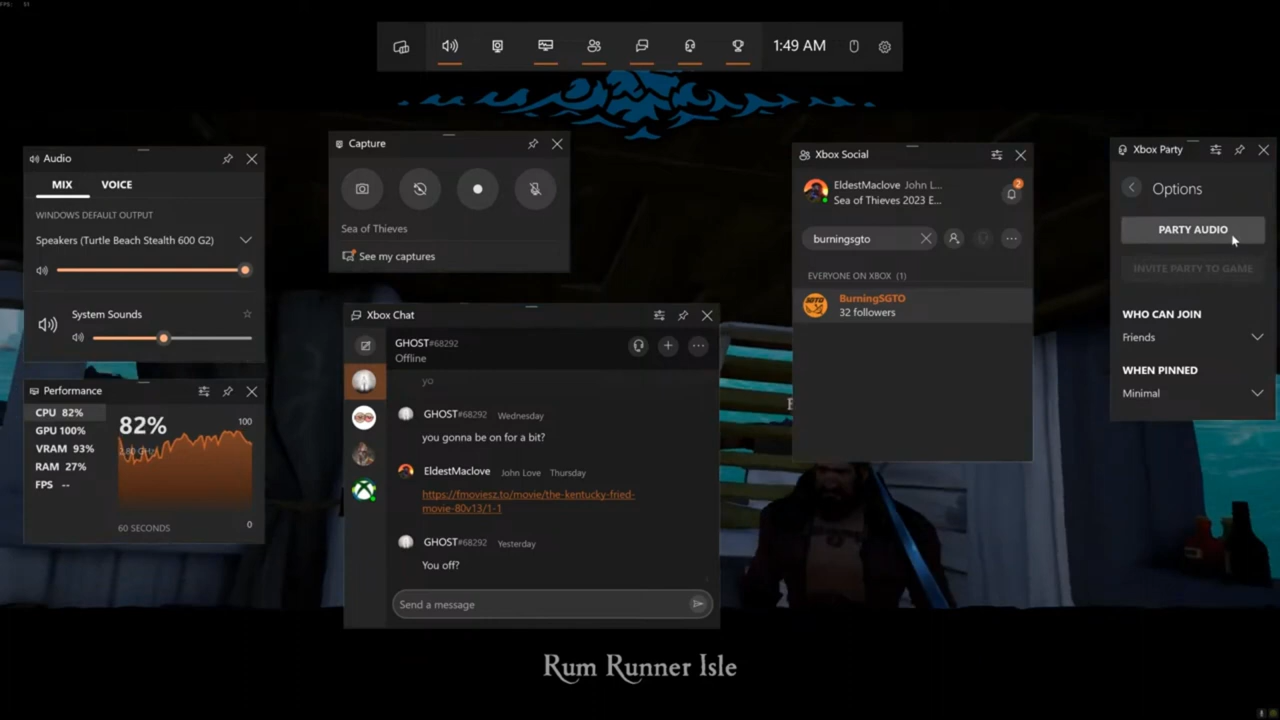 FPS: 53
1:49 AM
Audio
MIX VOICE
WINDOWS DEFAULT OUTPUT
Speakers (Turtle Beach Stealth 600 G2)
System Sounds
Performance
CPU 82%
GPU 100%
VRAM 93%
RAM 27%
FPS --
82%
100
60 SECONDS
0
Capture
Sea of Thieves
See my captures
Xbox Chat
GHOST#68292
Offline
yo
GHOST#68292 Wednesday
you gonna be on for a bit?
EldestMaclove John Love Thursday
https://fmoviesz.to/movie/the-kentucky-fried-
movie-80v13/1-1
GHOST#68292 Yesterday
You off?
Send a message
Xbox Social
EldestMaclove John L...
Sea of Thieves 2023 E...
2
burningsgto
EVERYONE ON XBOX (1)
SGTO
BurningSGTO
32 followers
Xbox Party
Options
PARTY AUDIO
INVITE PARTY TO GAME
WHO CAN JOIN
Friends
WHEN PINNED
Minimal
Rum Runner Isle